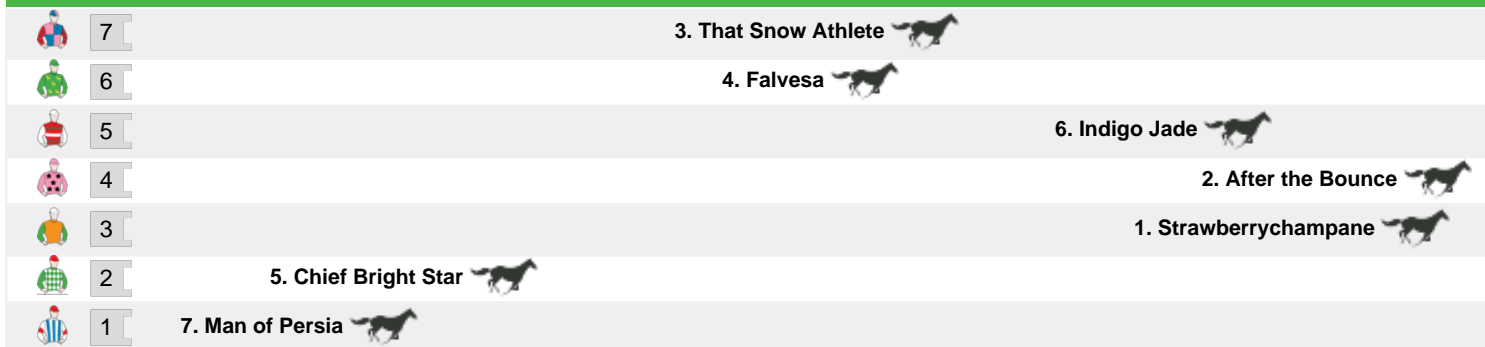 7 3. That Snow Athlete
6 4. Falvesa
5 6. Indigo Jade
4 2. After the Bounce
3 1. Strawberrychampane
2 5. Chief Bright Star
1 7. Man of Persia